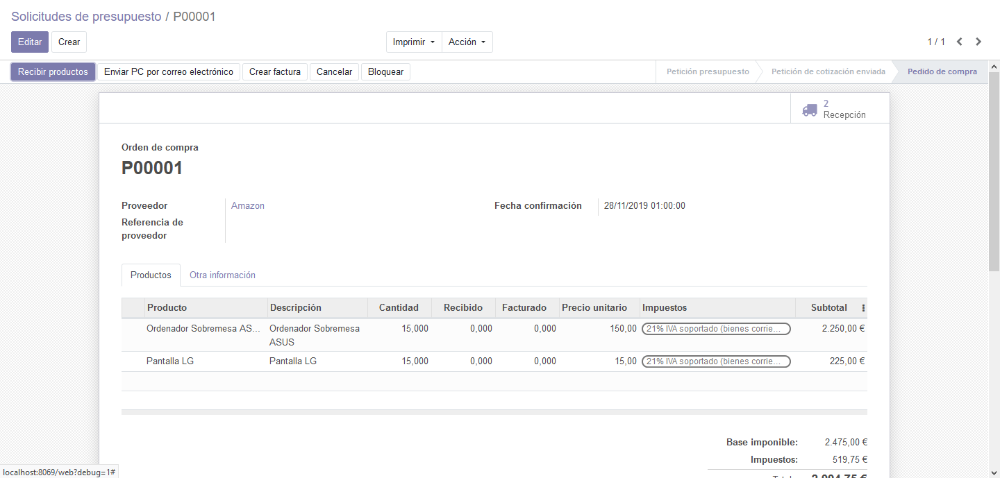 Solicitudes de presupuesto / P00001
Editar Crear Imprimir Acción 1 / 1
Recibir productos Enviar PC por correo electrónico Crear factura Cancelar Bloquear Petición presupuesto Petición de cotización enviada Pedido de compra
2
Recepción
Orden de compra
P00001
Proveedor Amazon Fecha confirmación 28/11/2019 01:00:00
Referencia de
proveedor
Productos Otra información
Producto Descripción Cantidad Recibido Facturado Precio unitario Impuestos Subtotal
Ordenador Sobremesa AS... Ordenador Sobremesa 15,000 0,000 0,000 150,00 21% IVA soportado (bienes corrie... 2.250,00 €
ASUS
Pantalla LG Pantalla LG 15,000 0,000 0,000 15,00 21% IVA soportado (bienes corrie... 225,00 €
Base imponible: 2.475,00 €
Impuestos: 519,75 €
2.994,75 €
localhost:8069/web?debug=1#